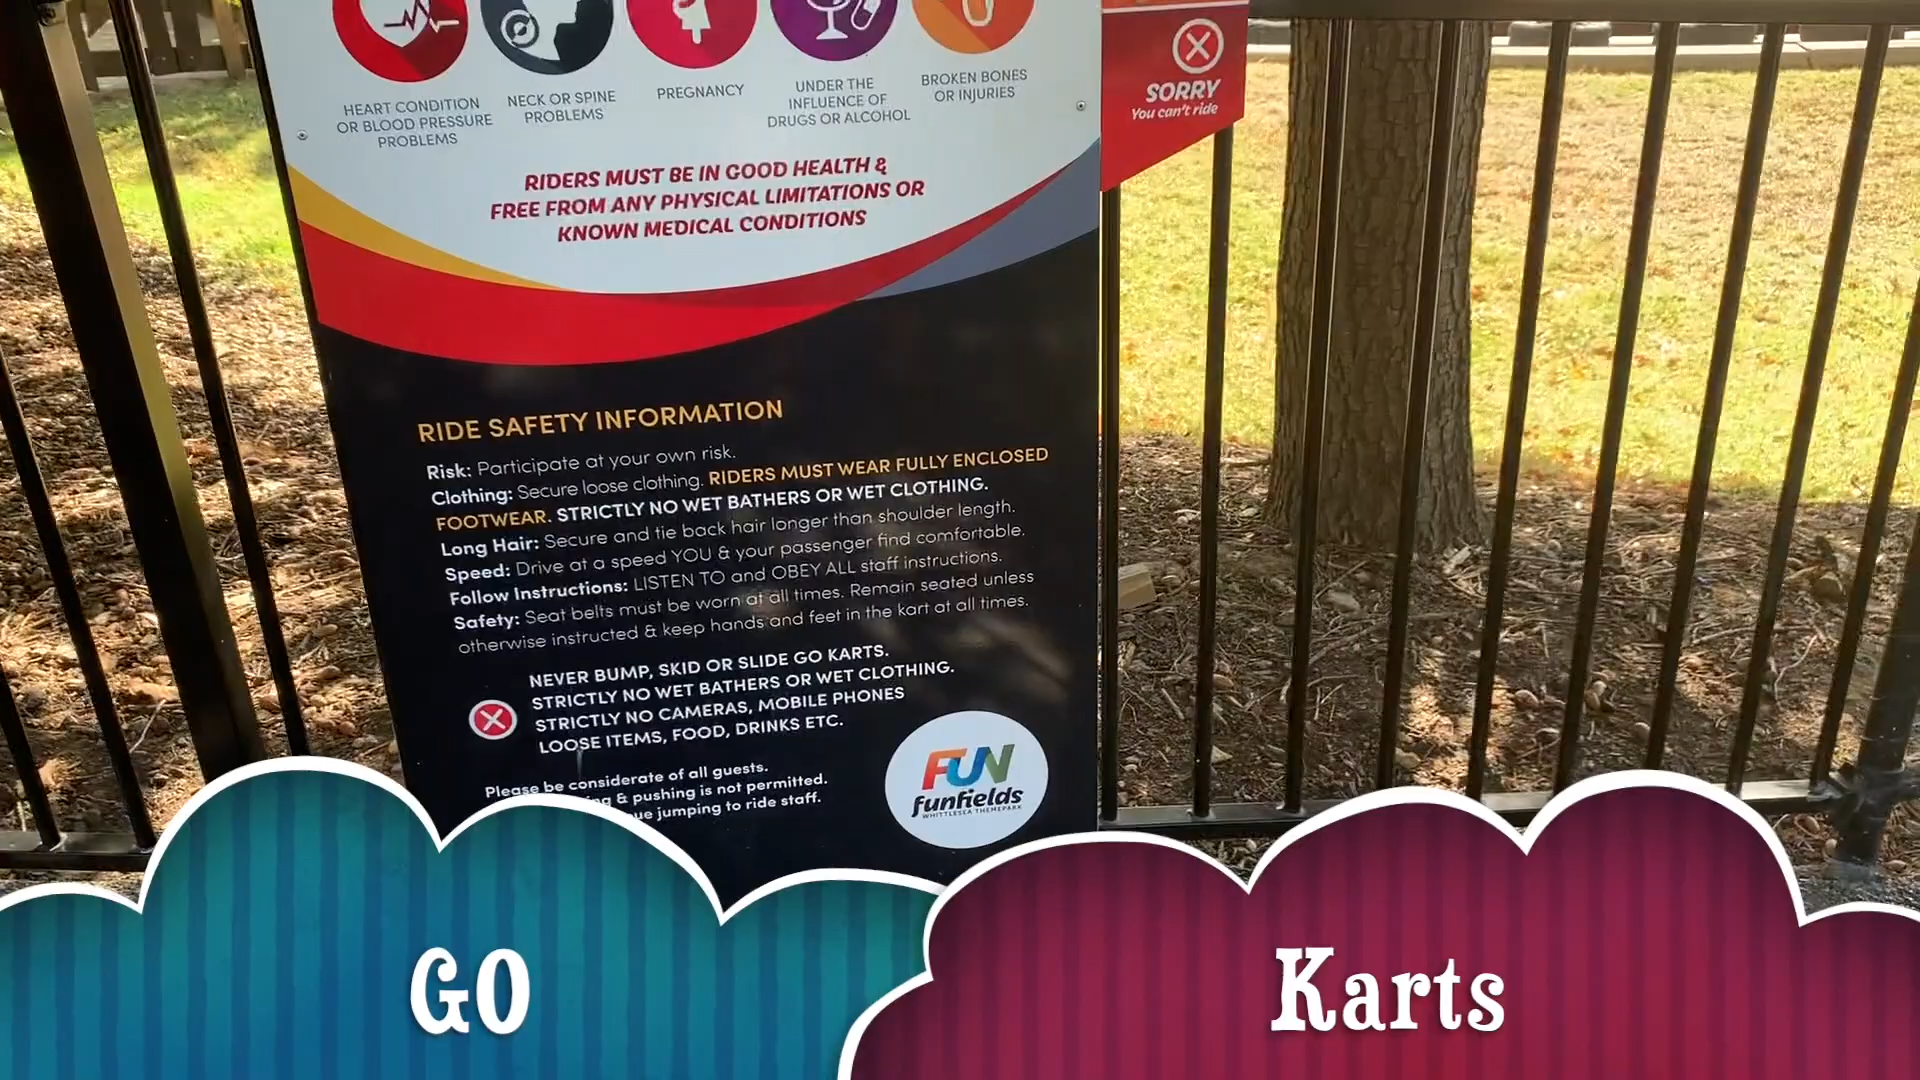 HEART CONDITION
OR BLOOD PRESSURE
PROBLEMS
NECK OR SPINE
PROBLEMS
PREGNANCY
UNDER THE
INFLUENCE OF
DRUGS OR ALCOHOL
BROKEN BONES
OR INJURIES
SORRY
You can't ride
RIDERS MUST BE IN GOOD HEALTH &
FREE FROM ANY PHYSICAL LIMITATIONS OR
KNOWN MEDICAL CONDITIONS
RIDE SAFETY INFORMATION
Risk: Participate at your own risk.
Clothing: Secure loose clothing. RIDERS MUST WEAR FULLY ENCLOSED
FOOTWEAR. STRICTLY NO WET BATHERS OR WET CLOTHING.
Long Hair: Secure and tie back hair longer than shoulder length.
Speed: Drive at a speed YOU & your passenger find comfortable.
Follow Instructions: LISTEN TO and OBEY ALL staff instructions.
Safety: Seat belts must be worn at all times. Remain seated unless
otherwise instructed & keep hands and feet in the kart at all times.
NEVER BUMP, SKID OR SLIDE GO KARTS.
STRICTLY NO WET BATHERS OR WET CLOTHING.
STRICTLY NO CAMERAS, MOBILE PHONES
LOOSE ITEMS, FOOD, DRINKS ETC.
Please be considerate of all guests.
& pushing is not permitted.
jumping to ride staff.
FUN
funfields
WHITTLESEA THEMEPARK
GO
Karts